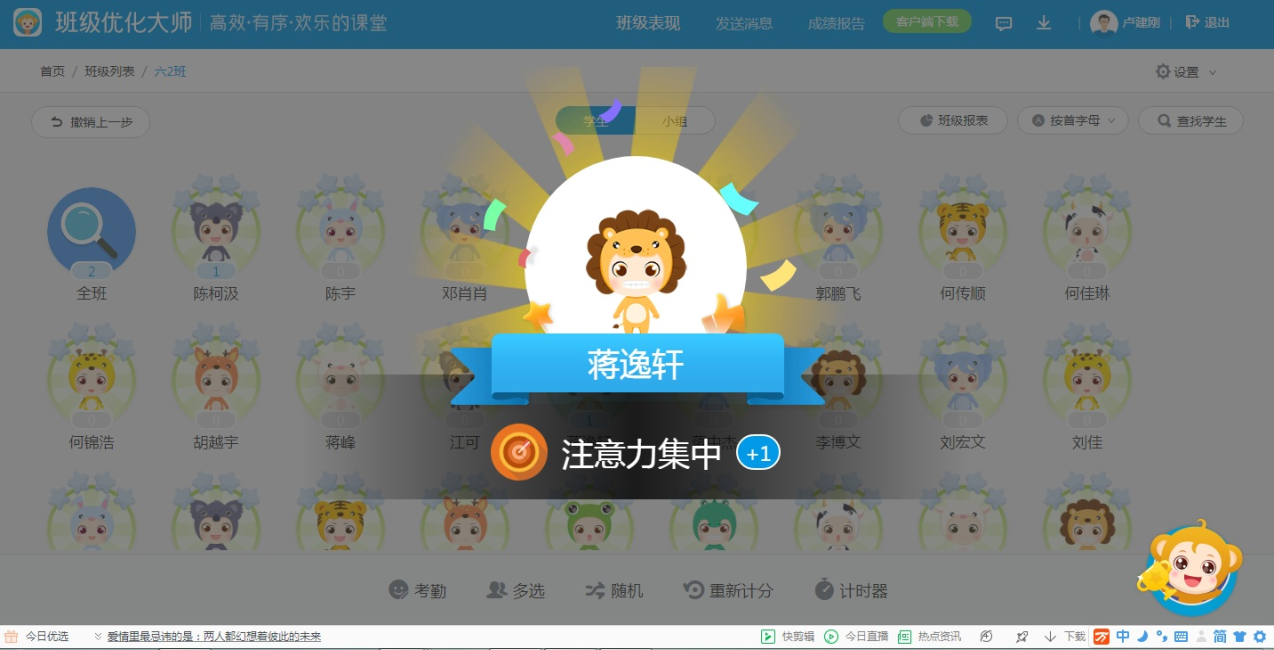 班级优化大师 高效·有序·欢乐的课堂 班级表现 发送消息 成绩报告 客户端下载 卢建刚 退出
首页 / 班级列表 / 六2班 设置
撤销上一步 学生 小组 班级报表 按首字母 查找学生
2 1 0 0 0 0 0
全班 陈柯汲 陈宇 邓肖肖 郭鹏飞 何传顺 何佳琳
蒋逸轩
0 0 0 0 1 0 0
何锦浩 胡越宇 蒋峰 江可 李博文 刘宏文 刘佳
注意力集中 +1
考勤 多选 随机 重新计分 计时器
今日优选 爱情里最忌讳的是：两人都幻想着彼此的未来 快剪辑 今日直播 热点资讯 下载 万 中 简